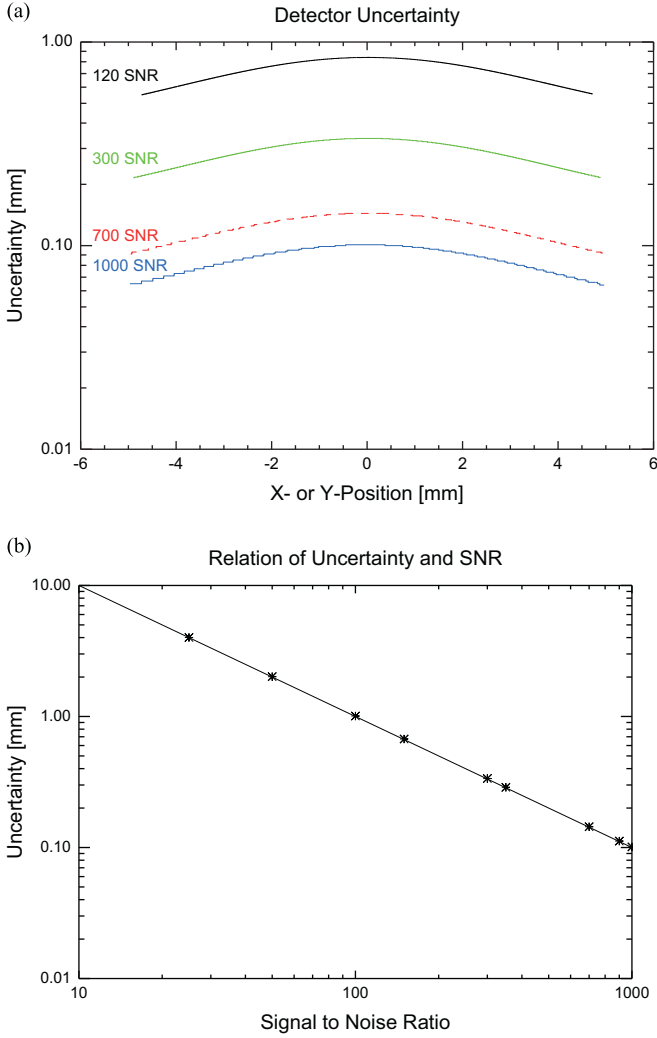 (a)
Detector Uncertainty
1.00
120 SNR
300 SNR
0.10
700 SNR
1000 SNR
0.01
Uncertainty [mm]
-6 -4 -2 0 2 4 6
X- or Y-Position [mm]
(b)
Relation of Uncertainty and SNR
10.00
1.00
0.10
0.01
Uncertainty [mm]
10 100 1000
Signal to Noise Ratio